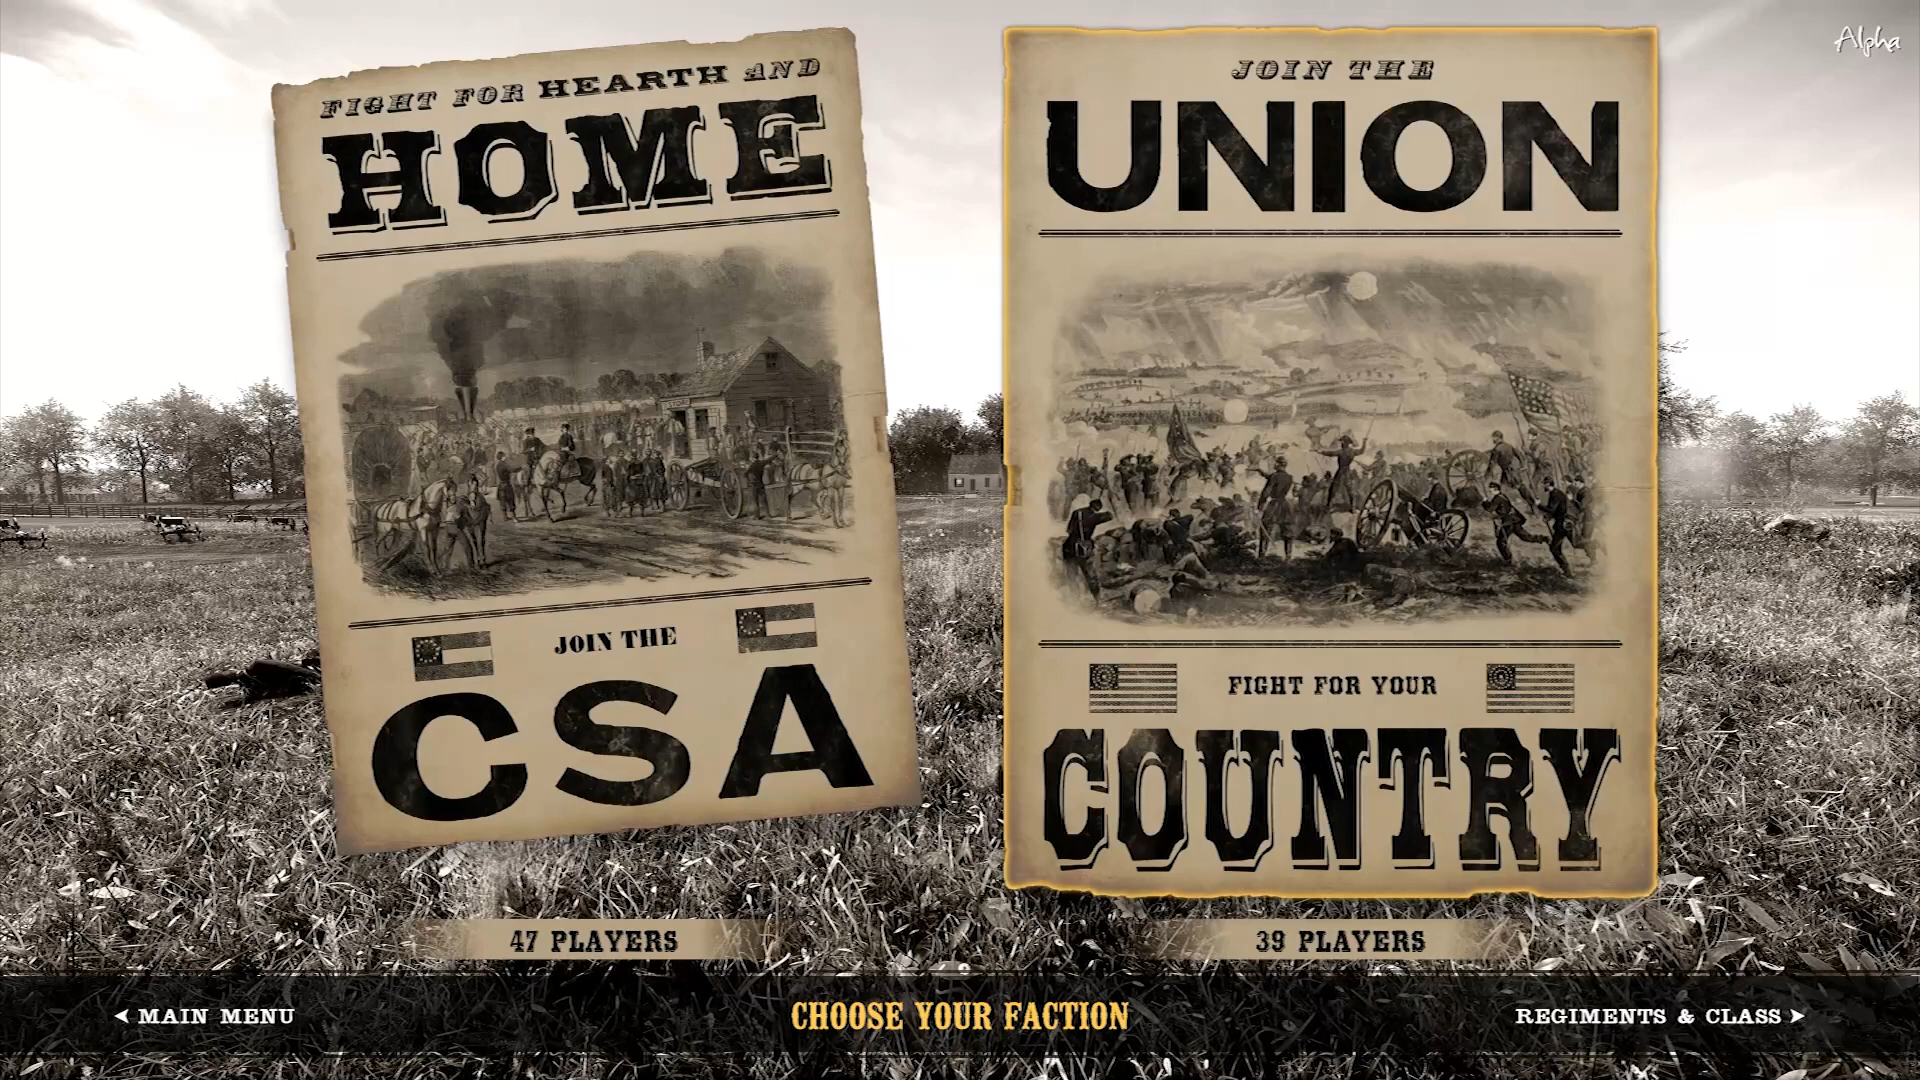 Alpha
FIGHT FOR HEARTH AND
HOME
JOIN THE
CSA
47 PLAYERS
JOIN THE
UNION
FIGHT FOR YOUR
COUNTRY
39 PLAYERS
MAIN MENU
CHOOSE YOUR FACTION
REGIMENTS & CLASS